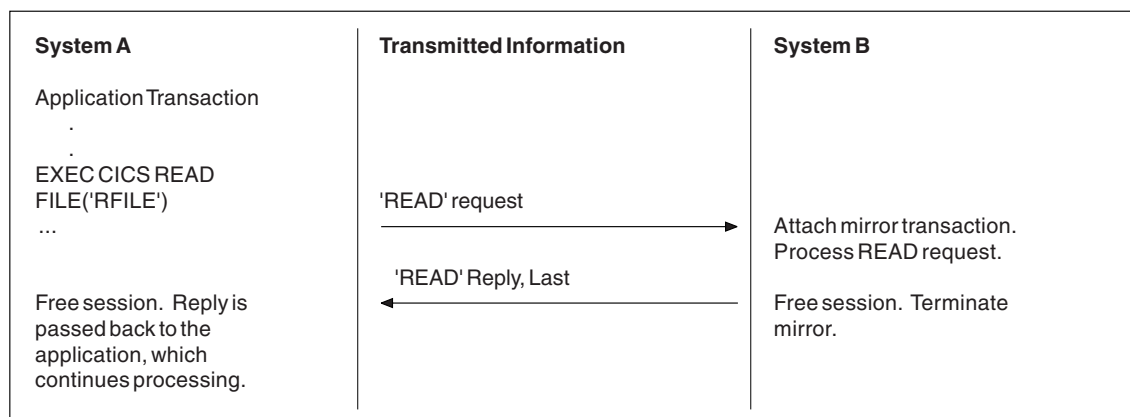 System A
Transmitted Information
System B
Application Transaction
.
.
EXEC CICS READ
FILE('RFILE')
...
'READ' request
Attach mirror transaction.
Process READ request.
'READ' Reply, Last
Free session. Reply is
passed back to the
application, which
continues processing.
Free session. Terminate
mirror.